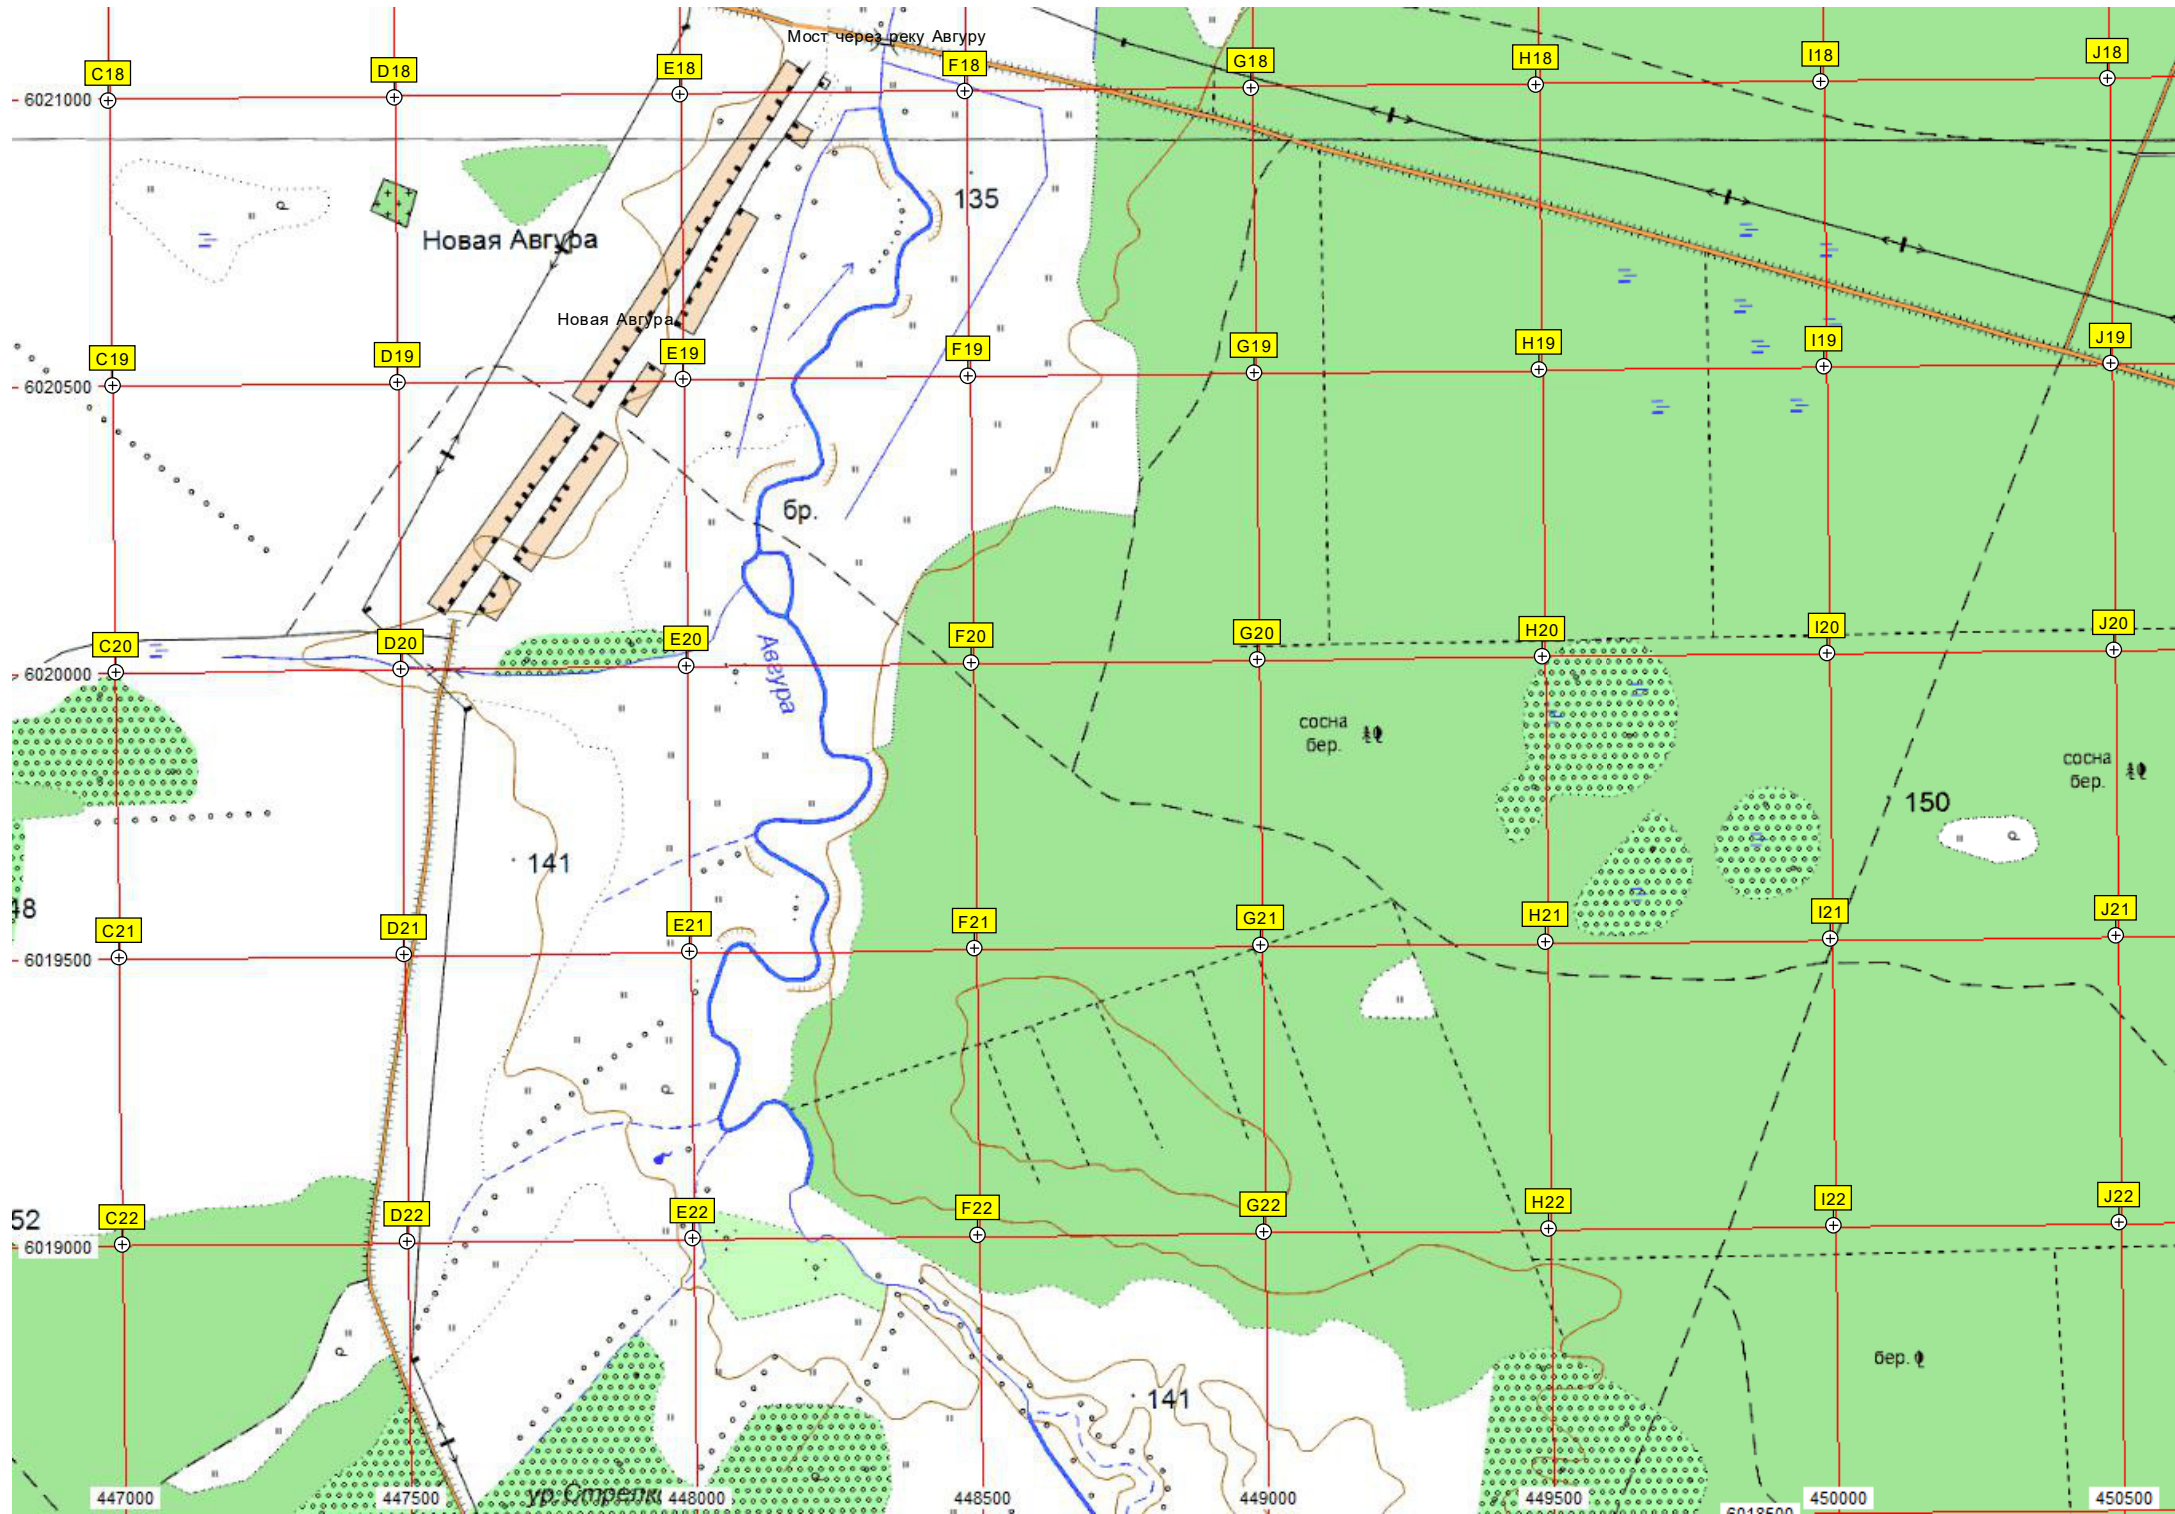 Мост через реку Авгуру
C18 D18 E18 F18 G18 H18 I18 J18
6021000
135
Новая Авгура
Новая Авгура
C19 D19 E19 F19 G19 H19 I19 J19
6020500
бр.
C20 D20 E20 F20 G20 H20 I20 J20
6020000
Авгура
сосна
бер.
сосна
бер.
150
141
48
C21 D21 E21 F21 G21 H21 I21 J21
6019500
C22 D22 E22 F22 G22 H22 I22 J22
52
6019000
бер.
141
ур.
447000 447500 448000 448500 449000 449500 450000 450500
6018500